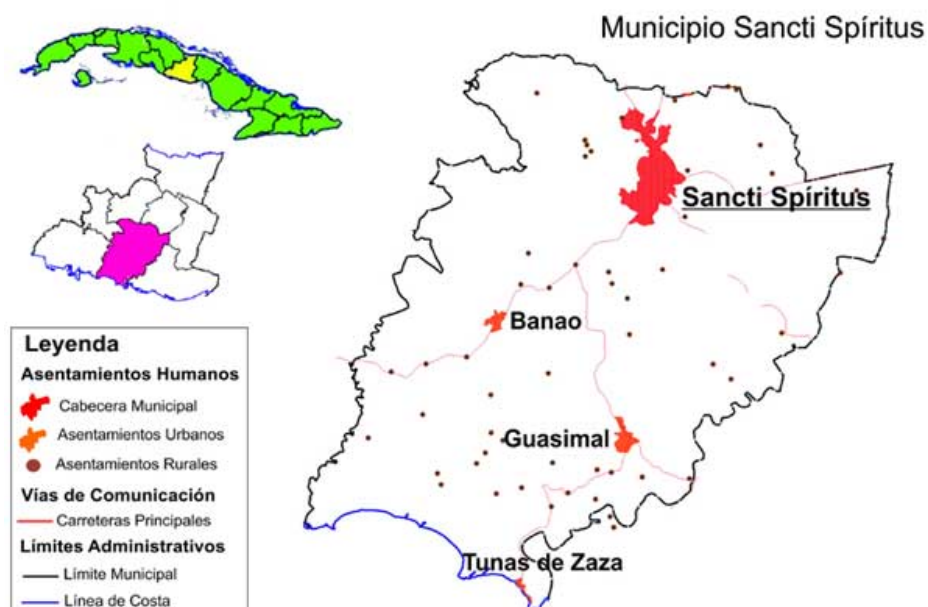 Municipio Sancti Spíritus
Sancti Spíritus
Banao
Guasimal
Tunas de Zaza
Leyenda
Asentamientos Humanos
Cabecera Municipal
Asentamientos Urbanos
Asentamientos Rurales
Vías de Comunicación
Carreteras Principales
Límites Administrativos
Límite Municipal
Línea de Costa